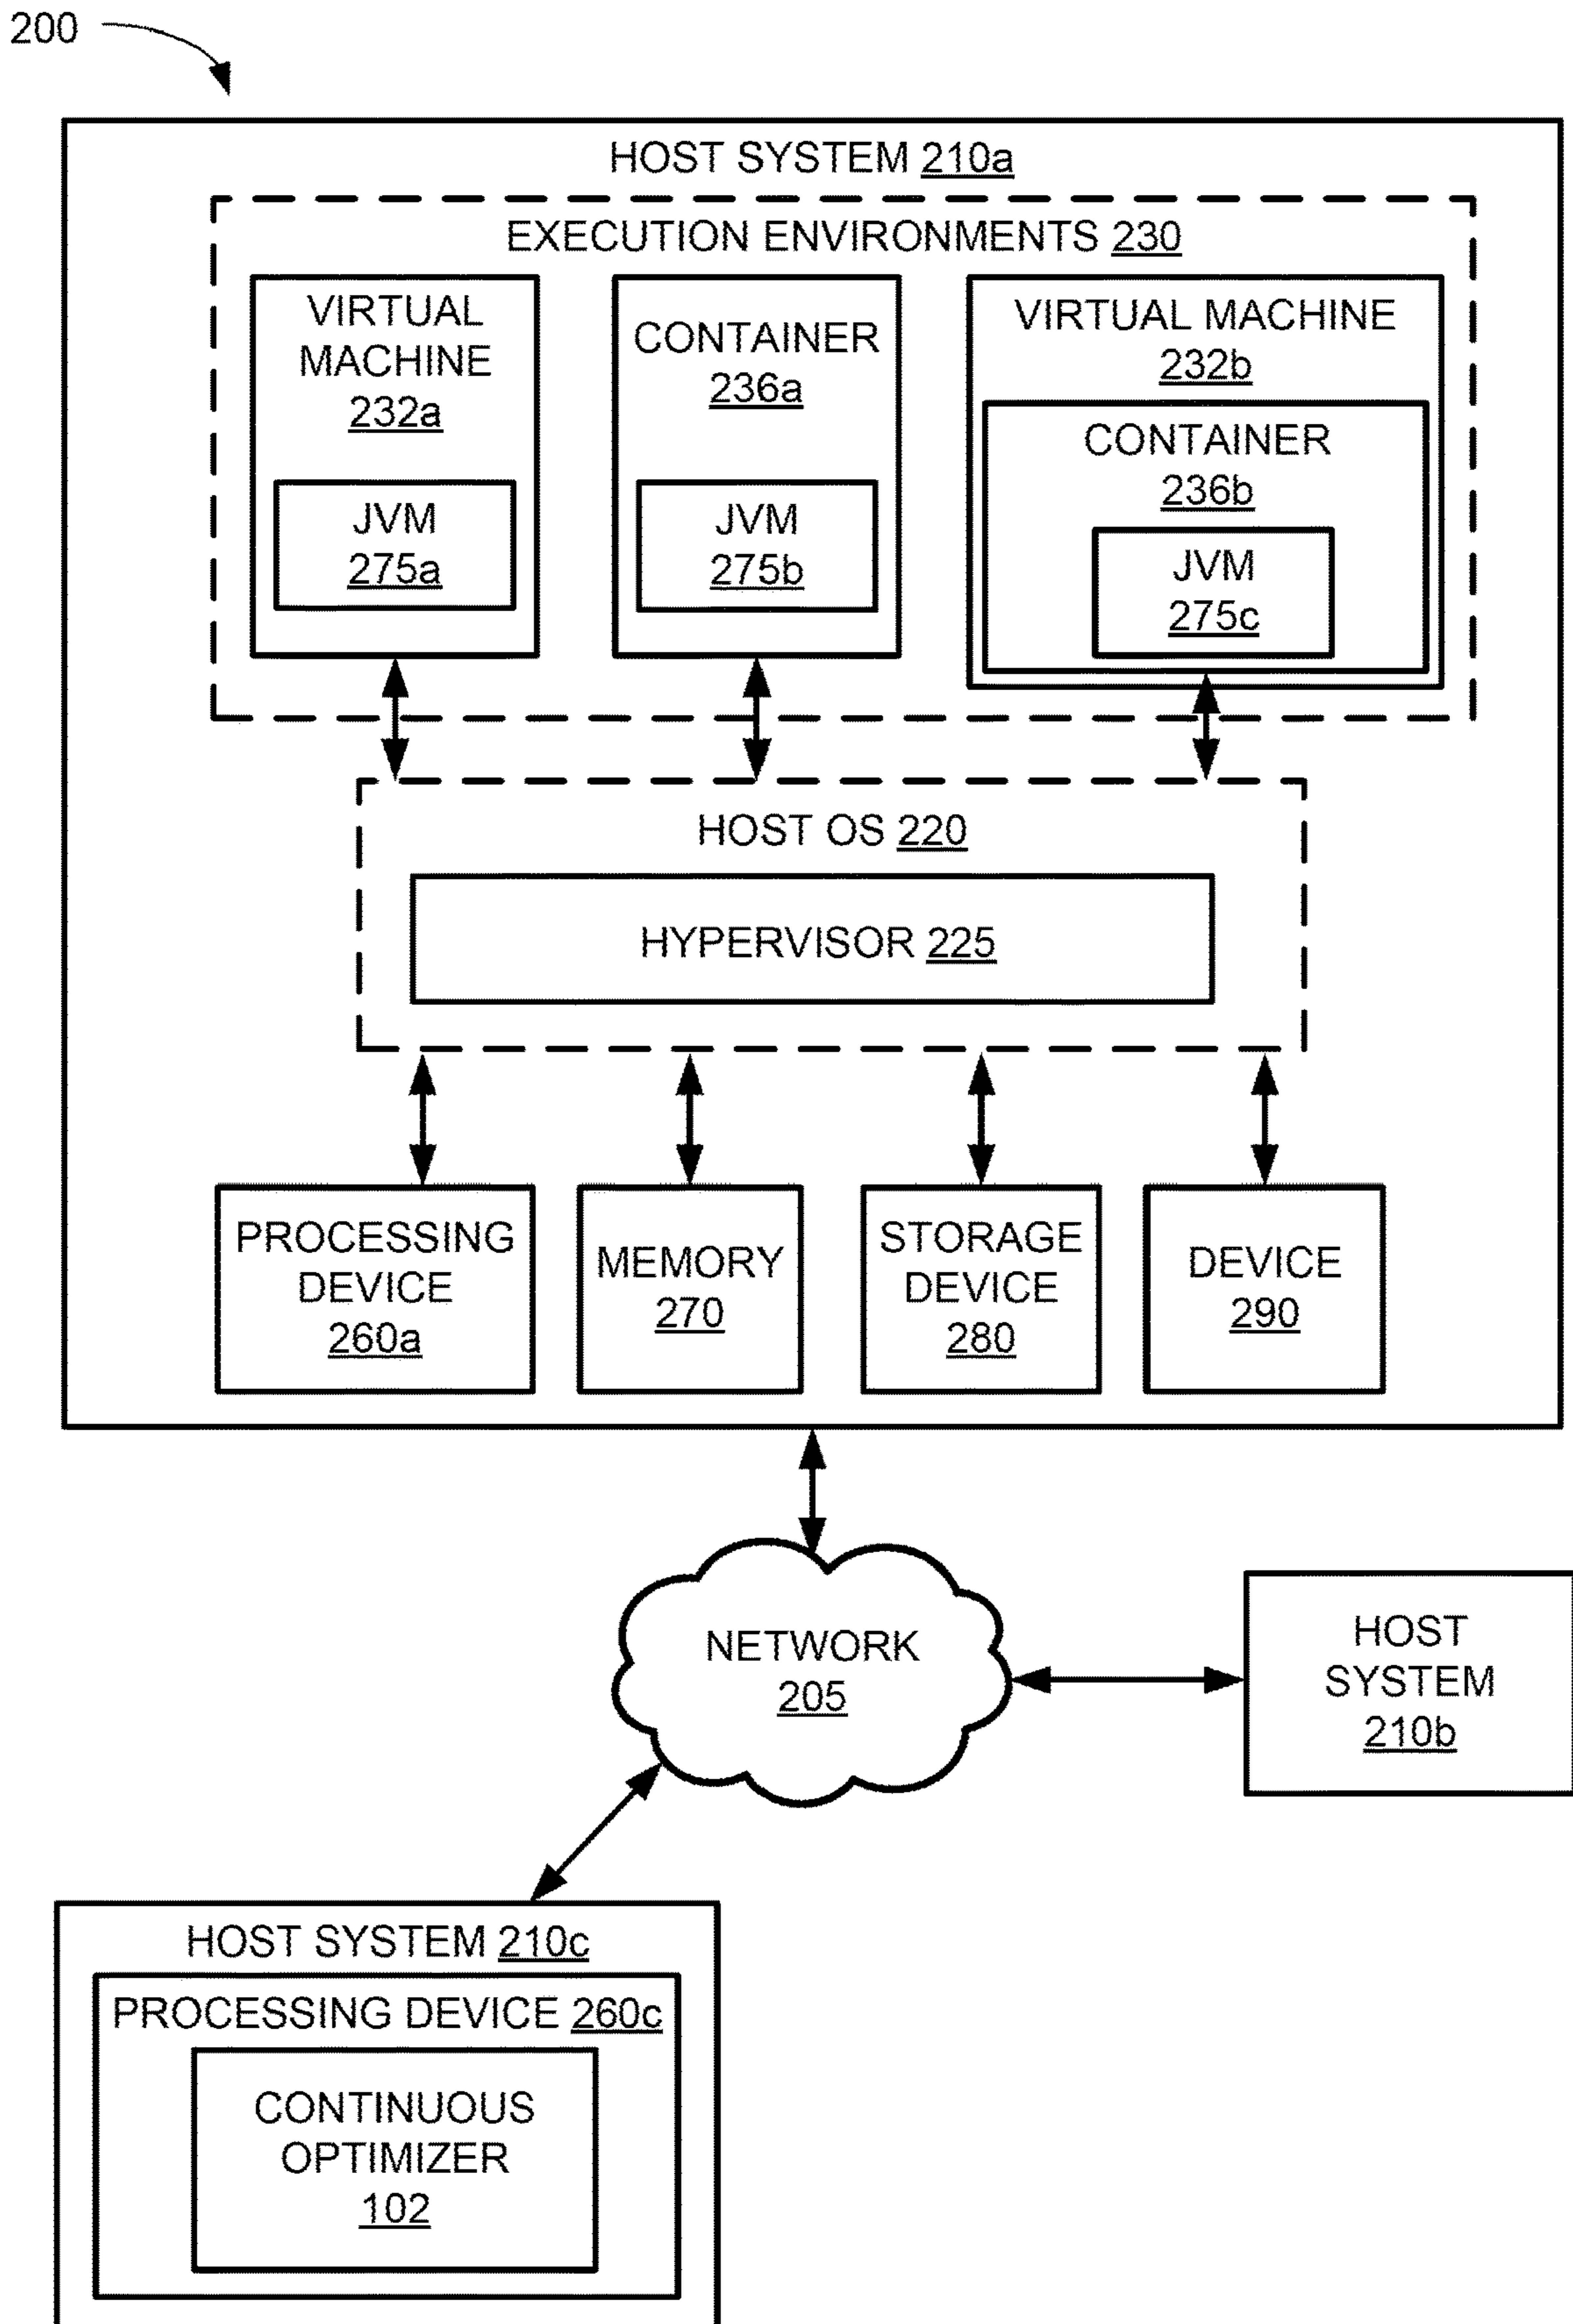 200
HOST SYSTEM 210a
EXECUTION ENVIRONMENTS 230
VIRTUAL
MACHINE
232a
JVM
275a
CONTAINER
236a
JVM
275b
VIRTUAL MACHINE
232b
CONTAINER
236b
JVM
275c
HOST OS 220
HYPERVISOR 225
PROCESSING
DEVICE
260a
MEMORY
270
STORAGE
DEVICE
280
DEVICE
290
NETWORK
205
HOST
SYSTEM
210b
HOST SYSTEM 210c
PROCESSING DEVICE 260c
CONTINUOUS
OPTIMIZER
102